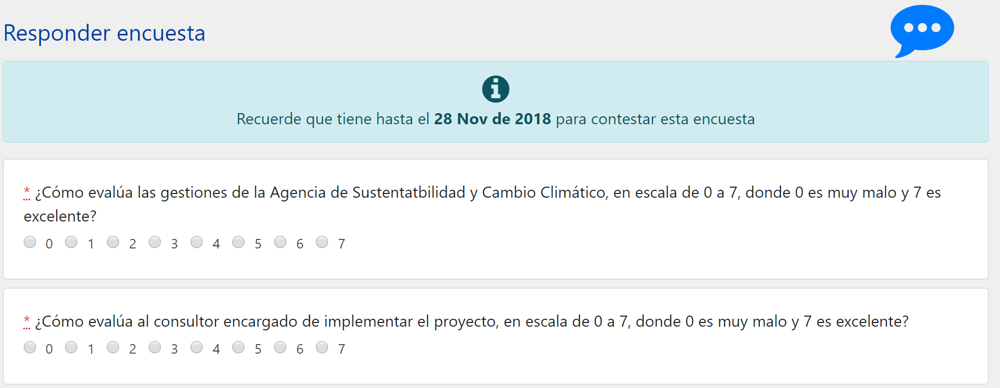 Responder encuesta
Recuerde que tiene hasta el 28 Nov de 2018 para contestar esta encuesta
* ¿Cómo evalúa las gestiones de la Agencia de Sustentatbilidad y Cambio Climático, en escala de 0 a 7, donde 0 es muy malo y 7 es
excelente?
0 1 2 3 4 5 6 7
* ¿Cómo evalúa al consultor encargado de implementar el proyecto, en escala de 0 a 7, donde 0 es muy malo y 7 es excelente?
0 1 2 3 4 5 6 7